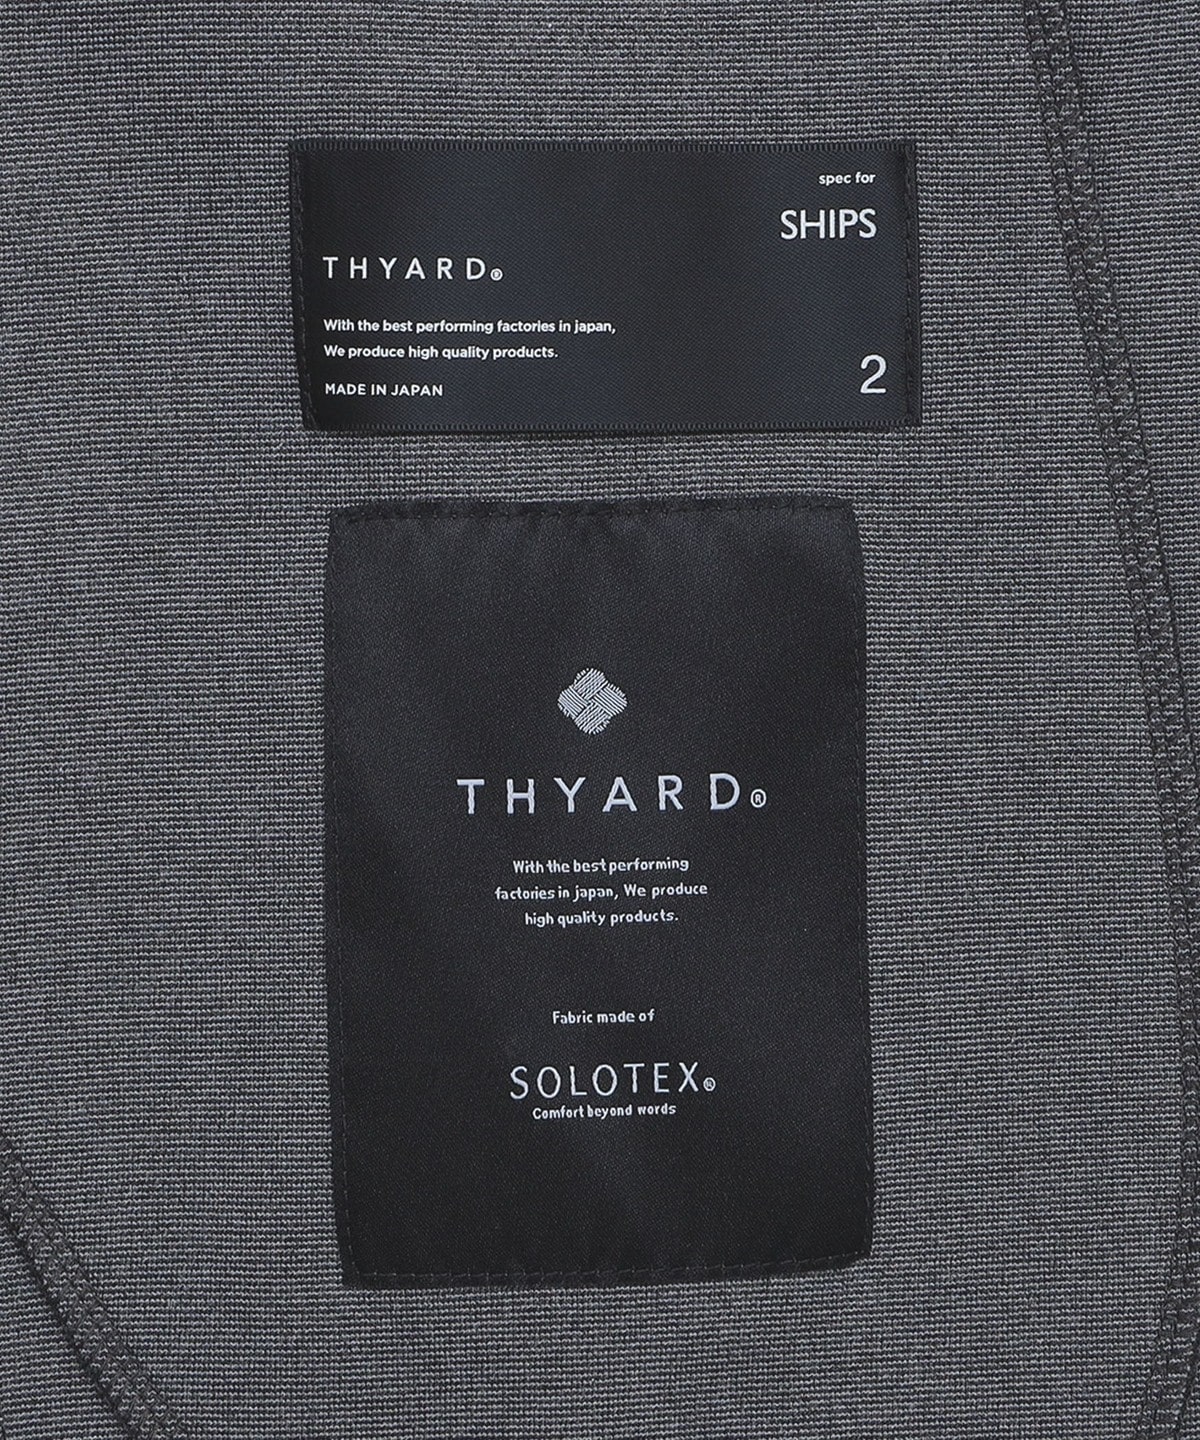 spec for
SHIPS
THYARD®
With the best performing factories in japan,
We produce high quality products.
MADE IN JAPAN
2
THYARD®
With the best performing
factories in japan, We produce
high quality products.
Fabric made of
SOLOTEX®
Comfort beyond words